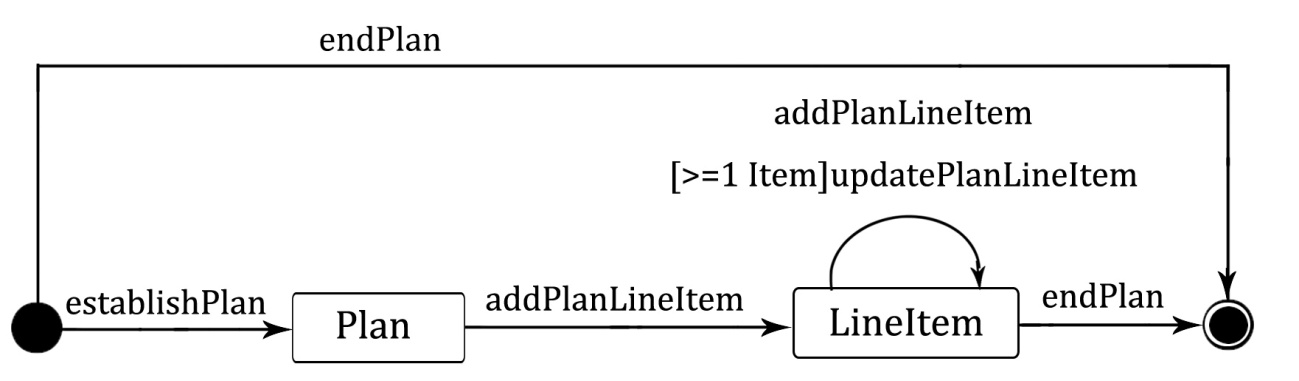 endPlan
addPlanLineItem
[>=1 Item]updatePlanLineItem
establishPlan
Plan
addPlanLineItem
LineItem
endPlan